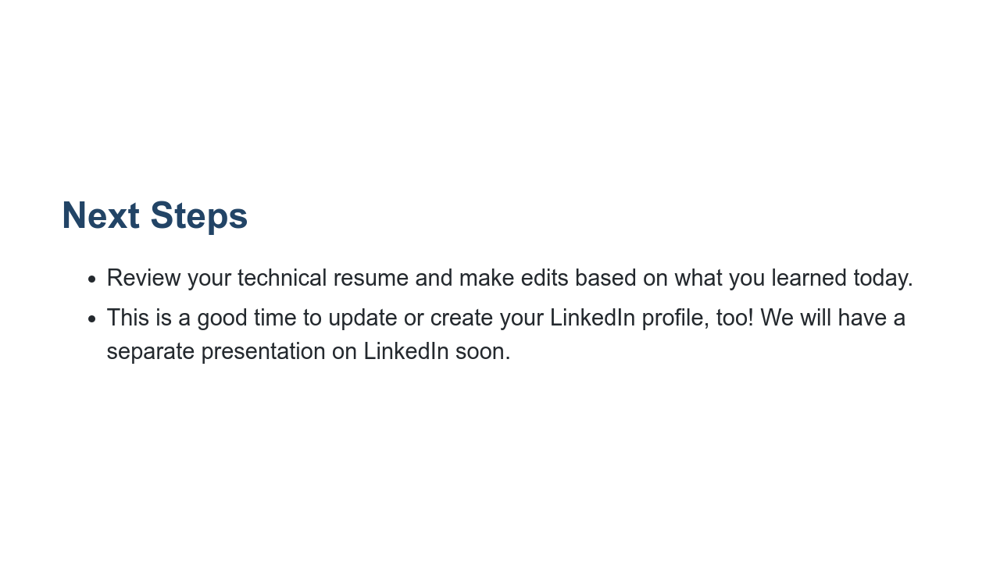 Next Steps
• Review your technical resume and make edits based on what you learned today.
• This is a good time to update or create your LinkedIn profile, too! We will have a
separate presentation on LinkedIn soon.